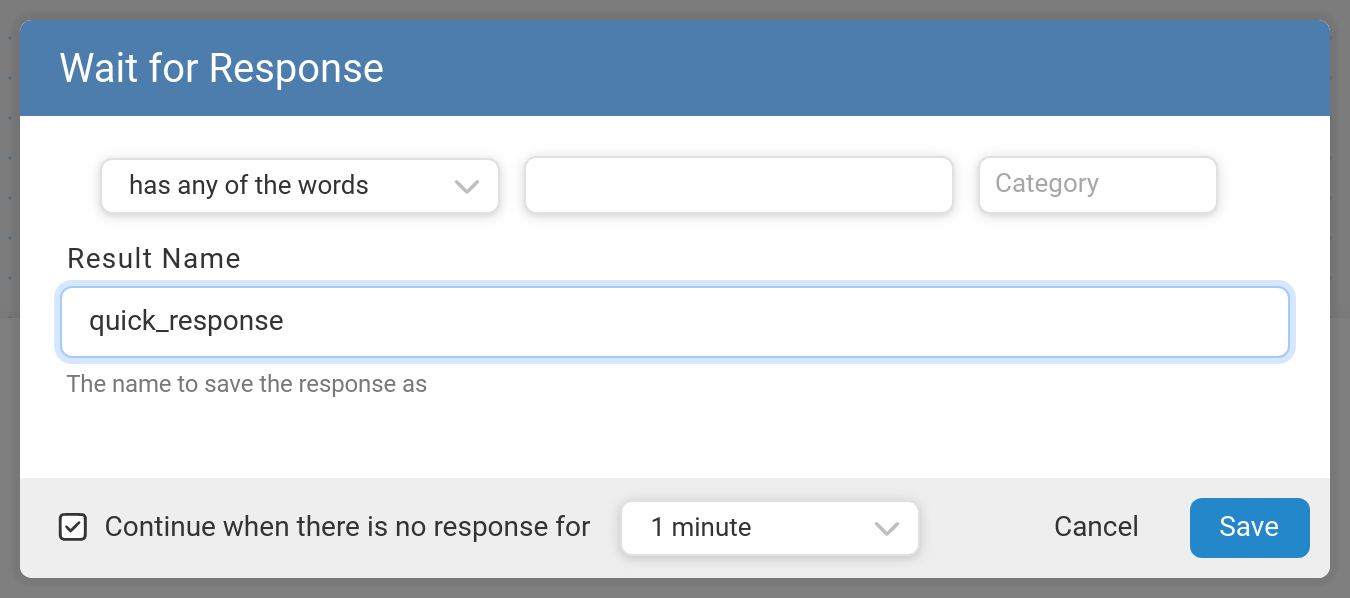 Wait for Response
has any of the words
Category
Result Name
quick_response
The name to save the response as
Continue when there is no response for 1 minute Cancel Save